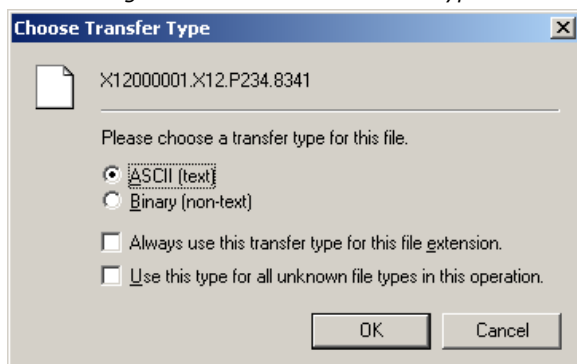 Choose Transfer Type
X12000001.X12.P234.8341
Please choose a transfer type for this file.
ASCII (text)
Binary (non-text)
Always use this transfer type for this file extension.
Use this type for all unknown file types in this operation.
OK Cancel